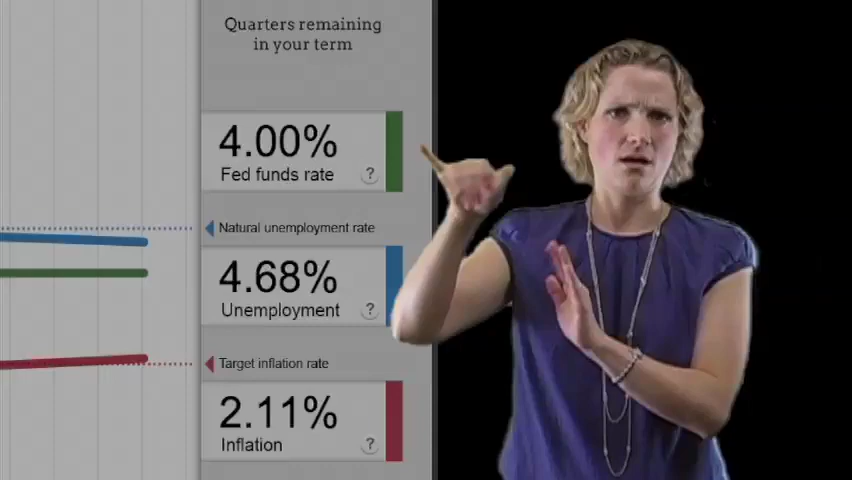 Quarters remaining
in your term
4.00%
Fed funds rate ?
Natural unemployment rate
4.68%
Unemployment ?
Target inflation rate
2.11%
Inflation ?